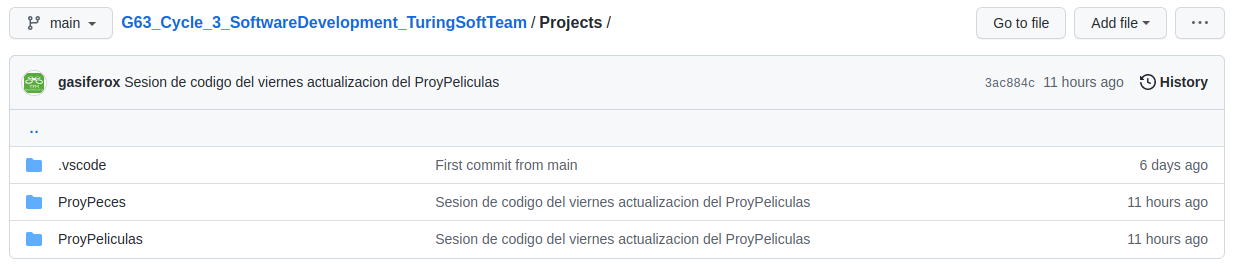 main G63_Cycle_3_SoftwareDevelopment_TuringSoftTeam / Projects / Go to file Add file ...
gasiferox Sesion de codigo del viernes actualizacion del ProyPeliculas 3ac884c 11 hours ago History
..
.vscode First commit from main 6 days ago
ProyPeces Sesion de codigo del viernes actualizacion del ProyPeliculas 11 hours ago
ProyPeliculas Sesion de codigo del viernes actualizacion del ProyPeliculas 11 hours ago